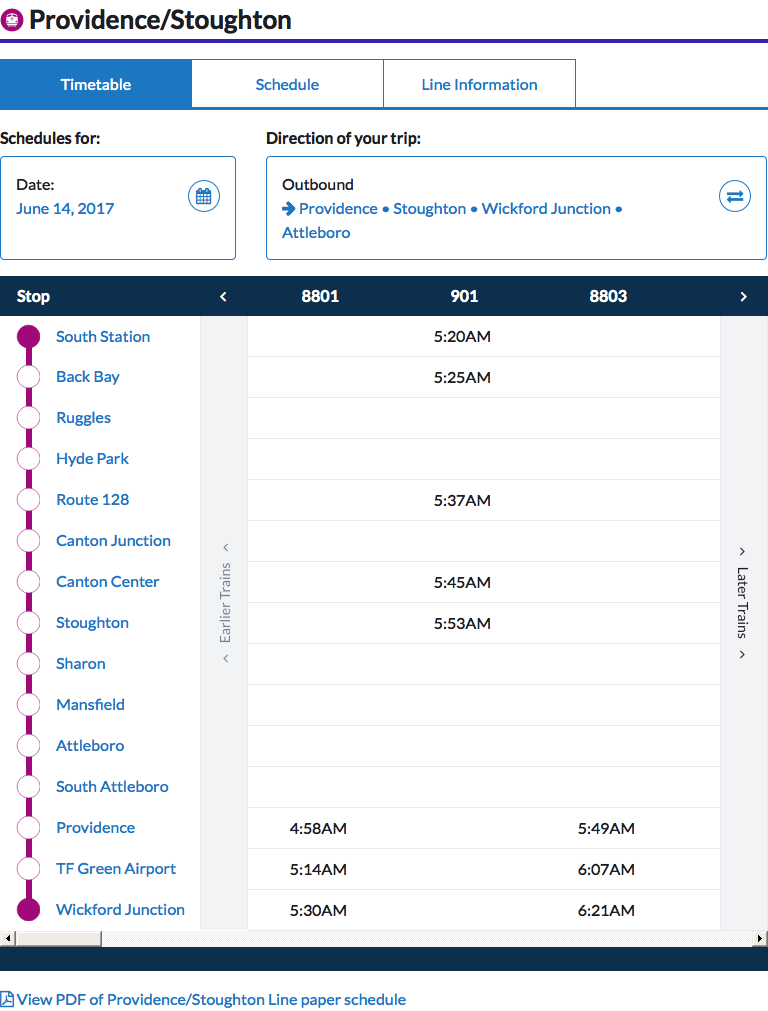 Providence/Stoughton
Timetable Schedule Line Information
Schedules for: Direction of your trip:
Date:
June 14, 2017
Outbound
Providence • Stoughton • Wickford Junction •
Attleboro
Stop 8801 901 8803
South Station 5:20AM
Back Bay 5:25AM
Ruggles
Hyde Park
Route 128 5:37AM
Canton Junction
Canton Center 5:45AM
Stoughton 5:53AM
Sharon
Mansfield
Attleboro
South Attleboro
Providence 4:58AM 5:49AM
TF Green Airport 5:14AM 6:07AM
Wickford Junction 5:30AM 6:21AM
Earlier Trains
Later Trains
View PDF of Providence/Stoughton Line paper schedule